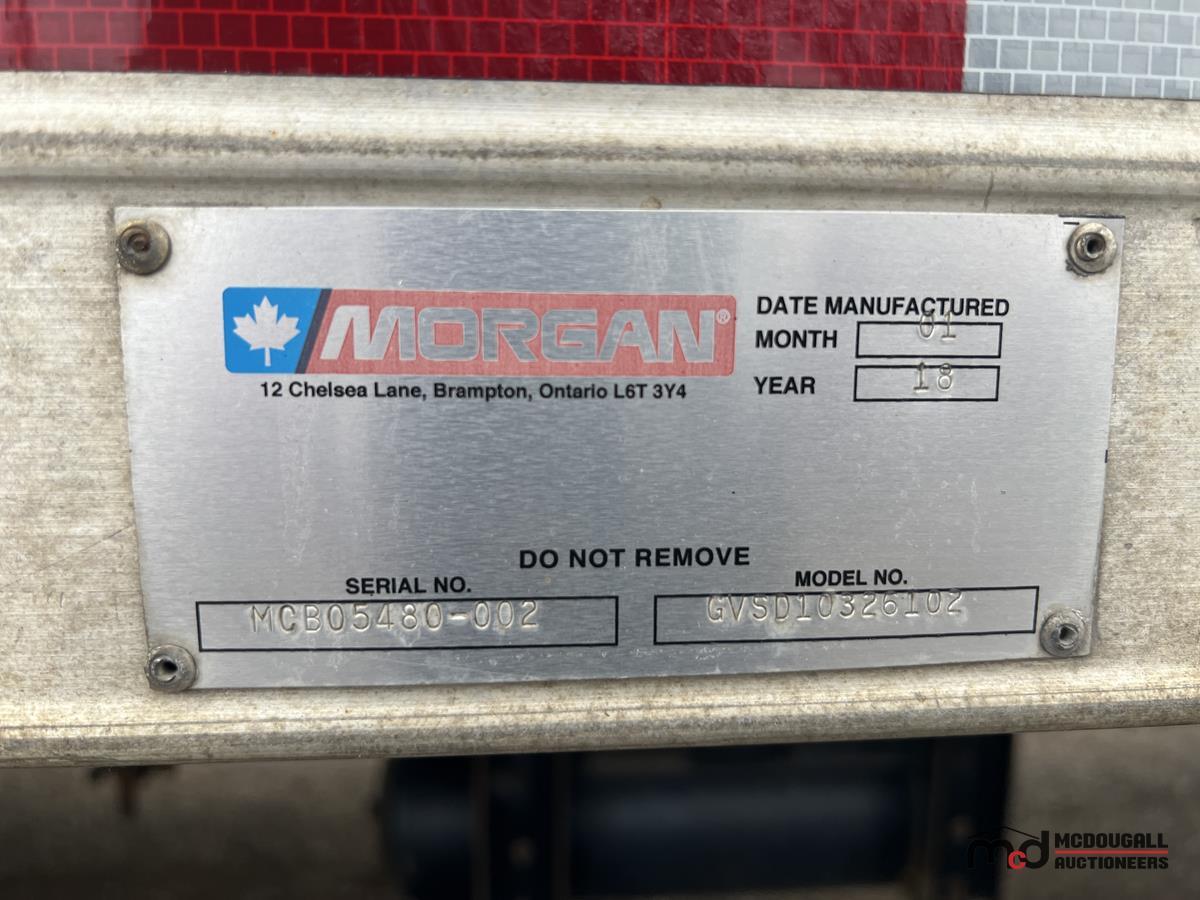 MORGAN®
12 Chelsea Lane, Brampton, Ontario L6T 3Y4
DATE MANUFACTURED
MONTH 01
YEAR 18
DO NOT REMOVE
SERIAL NO.
MCB05480-002
MODEL NO.
GVSD10326102
mcd MCDOUGALL
AUCTIONEERS